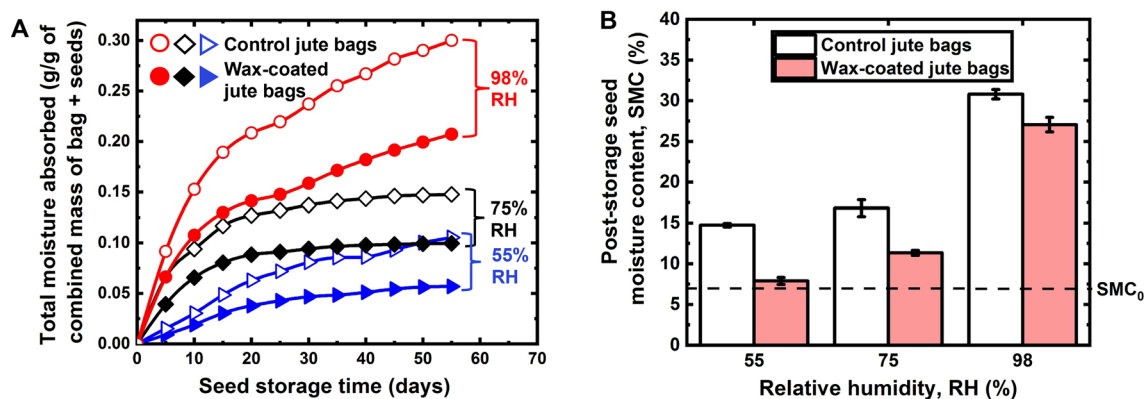 A
Total moisture absorbed (g/g of
combined mass of bag + seeds)
0.30
0.25
0.20
0.15
0.10
0.05
0.00
0
10
20
30
40
50
60
70
Seed storage time (days)
Control jute bags
Wax-coated
jute bags
98%
RH
75%
RH
55%
RH
B
Post-storage seed
moisture content, SMC (%)
40
35
30
25
20
15
10
5
0
Control jute bags
Wax-coated jute bags
SMC₀
55
75
98
Relative humidity, RH (%)